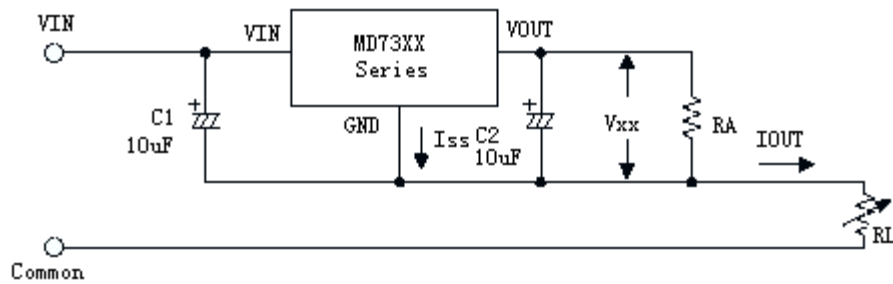 VIN
VIN
MD73XX
Series
VOUT
C1
10uF
GND
Iss
C2
10uF
Vxx
RA
IOUT
RL
Common